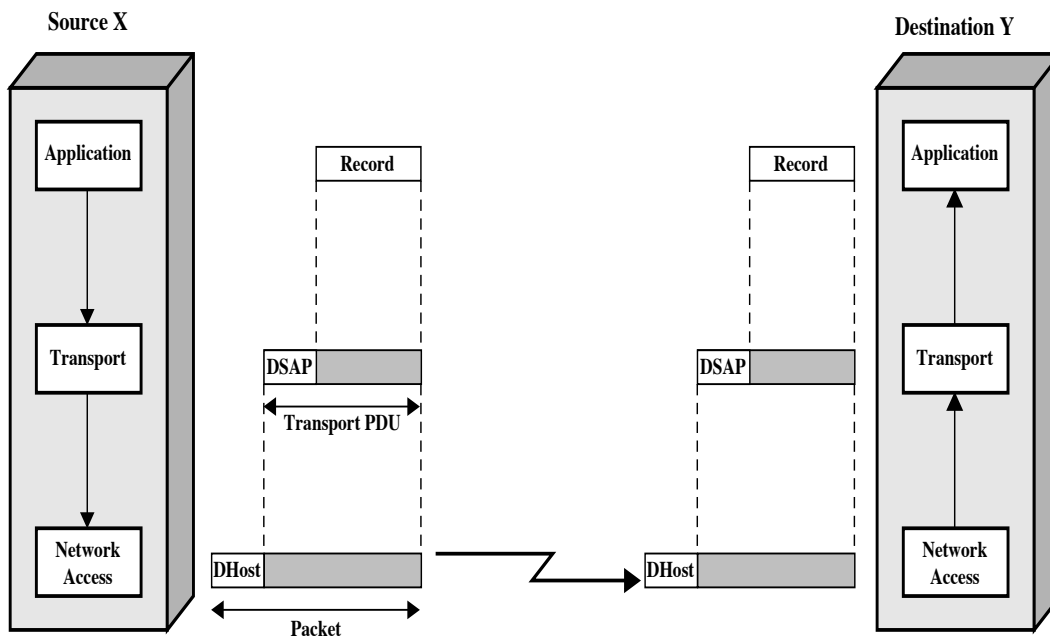 Source X
Destination Y
Application
Record
Record
Application
Transport
DSAP
DSAP
Transport
Transport PDU
Network
Access
DHost
DHost
Network
Access
Packet